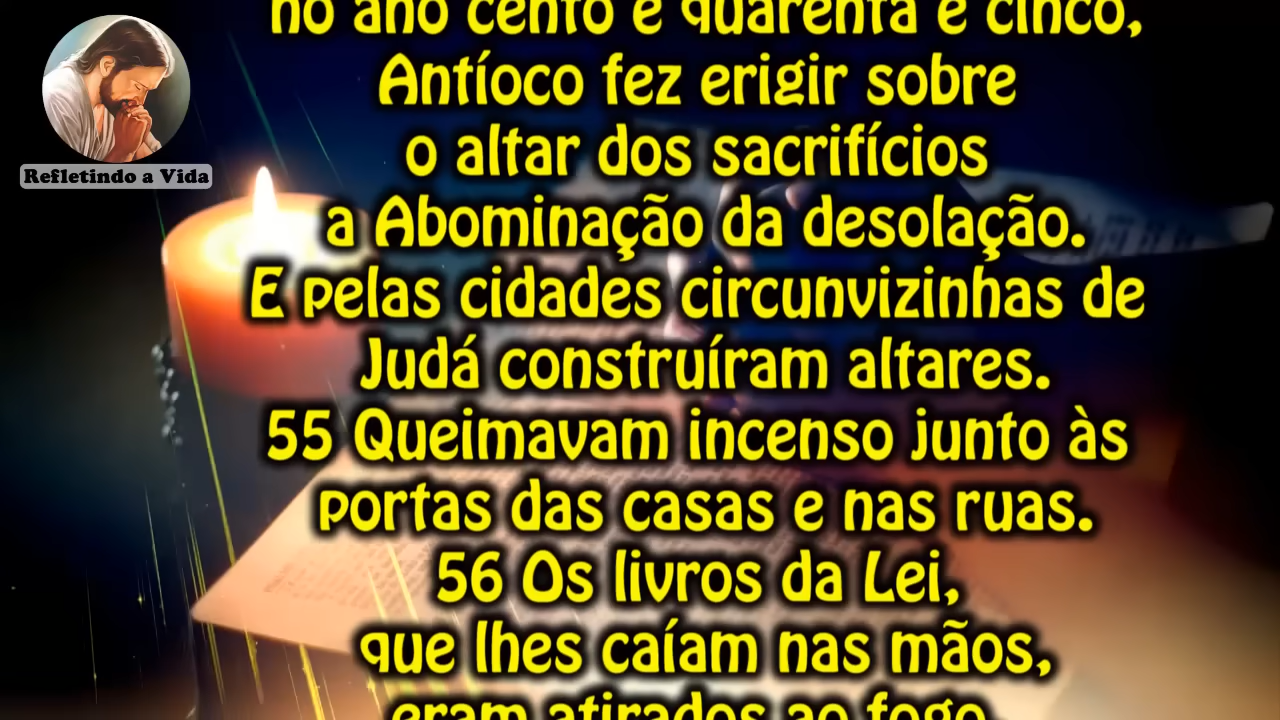 no ano cento e quarenta e cinco,
Antíoco fez erigir sobre
o altar dos sacrifícios
a Abominação da desolação.
E pelas cidades circunvizinhas de
Judá construíram altares.
55 Queimavam incenso junto às
portas das casas e nas ruas.
56 Os livros da Lei,
que lhes caíam nas mãos,
eram atirados ao fogo,
Refletindo a Vida